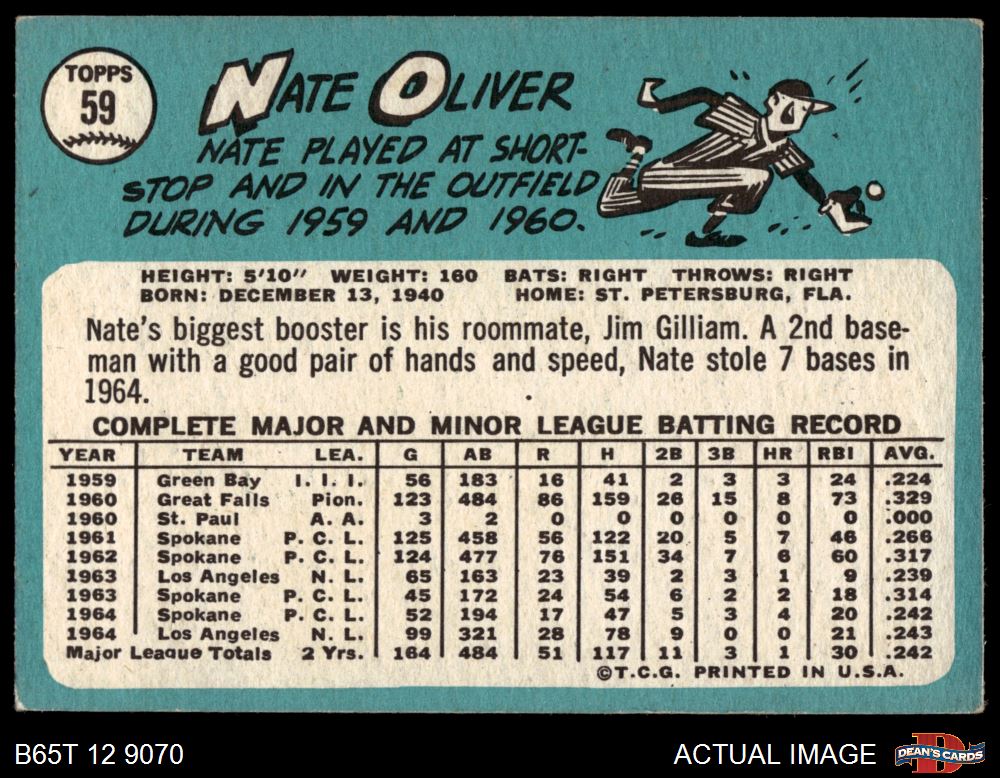 TOPPS
59
NATE OLIVER
NATE PLAYED AT SHORT-
STOP AND IN THE OUTFIELD
DURING 1959 AND 1960.
HEIGHT: 5'10" WEIGHT: 160 BATS: RIGHT THROWS: RIGHT
BORN: DECEMBER 13, 1940 HOME: ST. PETERSBURG, FLA.
Nate's biggest booster is his roommate, Jim Gilliam. A 2nd base-
man with a good pair of hands and speed, Nate stole 7 bases in
1964.
COMPLETE MAJOR AND MINOR LEAGUE BATTING RECORD
YEAR TEAM LEA. G AB R H 2B 3B HR RBI AVG.
1959 Green Bay I. I. I. 56 183 16 41 2 3 3 24 .224
1960 Great Falls Pion. 123 484 86 159 26 15 8 73 .329
1960 St. Paul A. A. 3 2 0 0 0 0 0 0 .000
1961 Spokane P. C. L. 125 458 56 122 20 5 7 46 .266
1962 Spokane P. C. L. 124 477 76 151 34 7 6 60 .317
1963 Los Angeles N. L. 65 163 23 39 2 3 1 9 .239
1963 Spokane P. C. L. 45 172 24 54 6 2 2 18 .314
1964 Spokane P. C. L. 52 194 17 47 5 3 4 20 .242
1964 Los Angeles N. L. 99 321 28 78 9 0 0 21 .243
Major League Totals 2 Yrs. 164 484 51 117 11 3 1 30 .242
©T.C.G. PRINTED IN U.S.A.
B65T 12 9070
ACTUAL IMAGE
DEAN'S CARDS